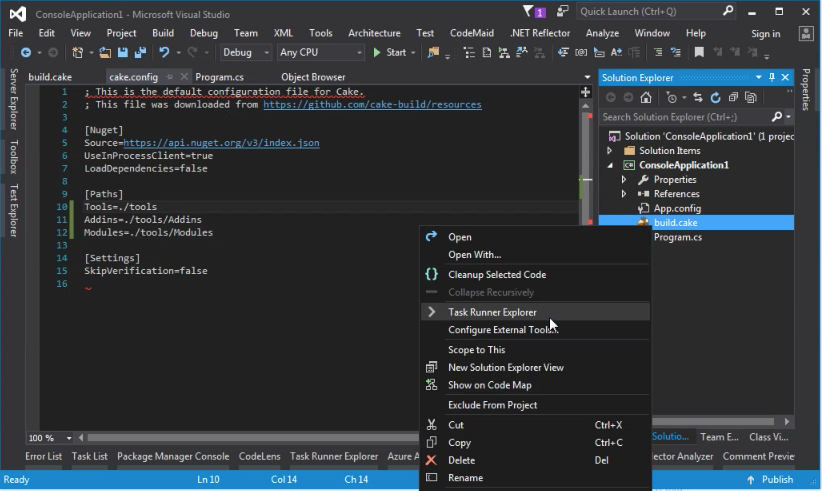 ConsoleApplication1 - Microsoft Visual Studio
1
Quick Launch (Ctrl+Q)
File Edit View Project Build Debug Team XML Tools Architecture Test CodeMaid .NET Reflector Analyze Window Help Sign in
Debug Any CPU Start
Server Explorer
Toolbox
Test Explorer
build.cake cake.config Program.cs Object Browser
1 ; This is the default configuration file for Cake.
2 ; This file was downloaded from https://github.com/cake-build/resources
3
4 [Nuget]
5 Source=https://api.nuget.org/v3/index.json
6 UseInProcessClient=true
7 LoadDependencies=false
8
9 [Paths]
10 Tools=./tools
11 Addins=./tools/Addins
12 Modules=./tools/Modules
13
14 [Settings]
15 SkipVerification=false
16
100 %
Solution Explorer
Search Solution Explorer (Ctrl+;)
Solution 'ConsoleApplication1' (1 projec
Solution Items
ConsoleApplication1
Properties
References
App.config
build.cake
Program.cs
Properties
Open
Open With...
Cleanup Selected Code
Collapse Recursively
Task Runner Explorer
Configure External Tools...
Scope to This
New Solution Explorer View
Show on Code Map
Exclude From Project
Cut Ctrl+X
Copy Ctrl+C
Delete Del
Rename
Solutio... Team E... Class Vi...
Error List Task List Package Manager Console CodeLens Task Runner Explorer Azure A
lector Analyzer Comment Previe
Ready Ln 10 Col 14 Ch 14 Publish